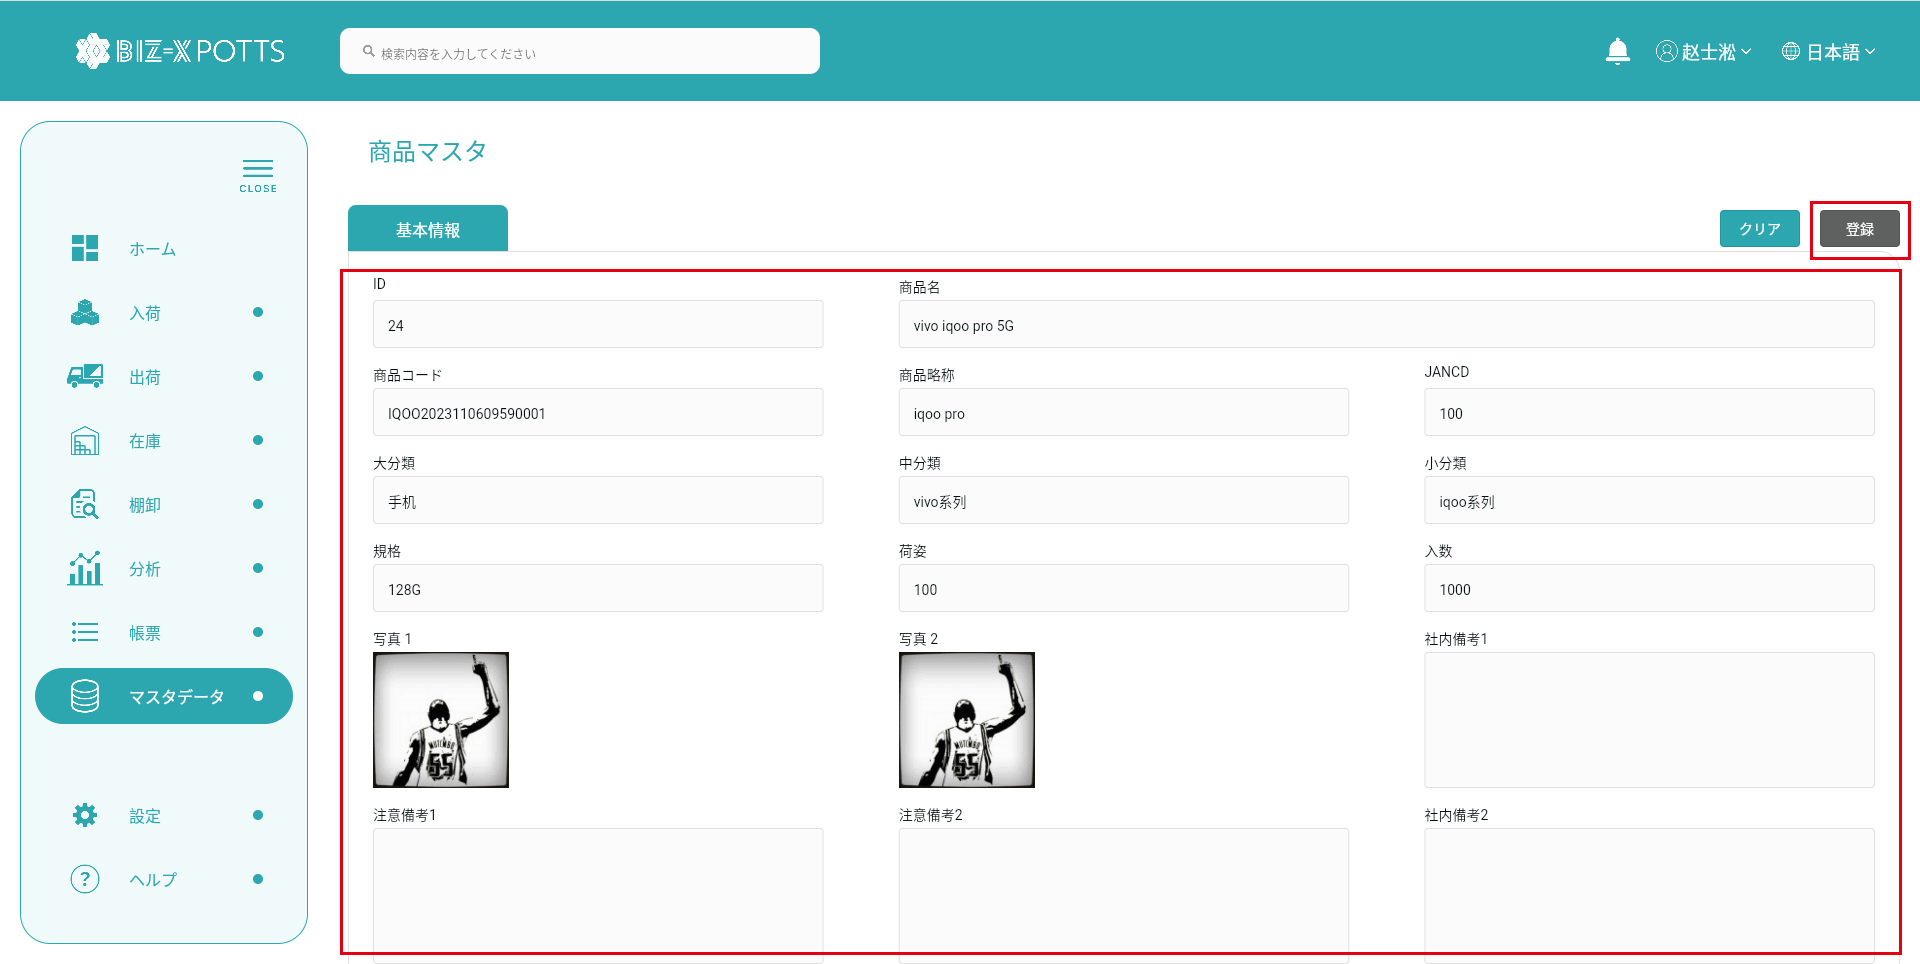 BIZ-X POTTS
検索内容を入力してください
赵士淞
日本語
CLOSE
ホーム
入荷
出荷
在庫
棚卸
分析
帳票
マスタデータ
設定
ヘルプ
商品マスタ
基本情報
クリア
登録
ID
商品名
24
vivo iqoo pro 5G
商品コード
商品略称
JANCD
IQOO2023110609590001
iqoo pro
100
大分類
中分類
小分類
手机
vivo系列
iqoo系列
規格
荷姿
入数
128G
100
1000
写真 1
写真 2
社内備考1
MUTOMBO
55
MUTOMBO
55
注意備考1
注意備考2
社内備考2